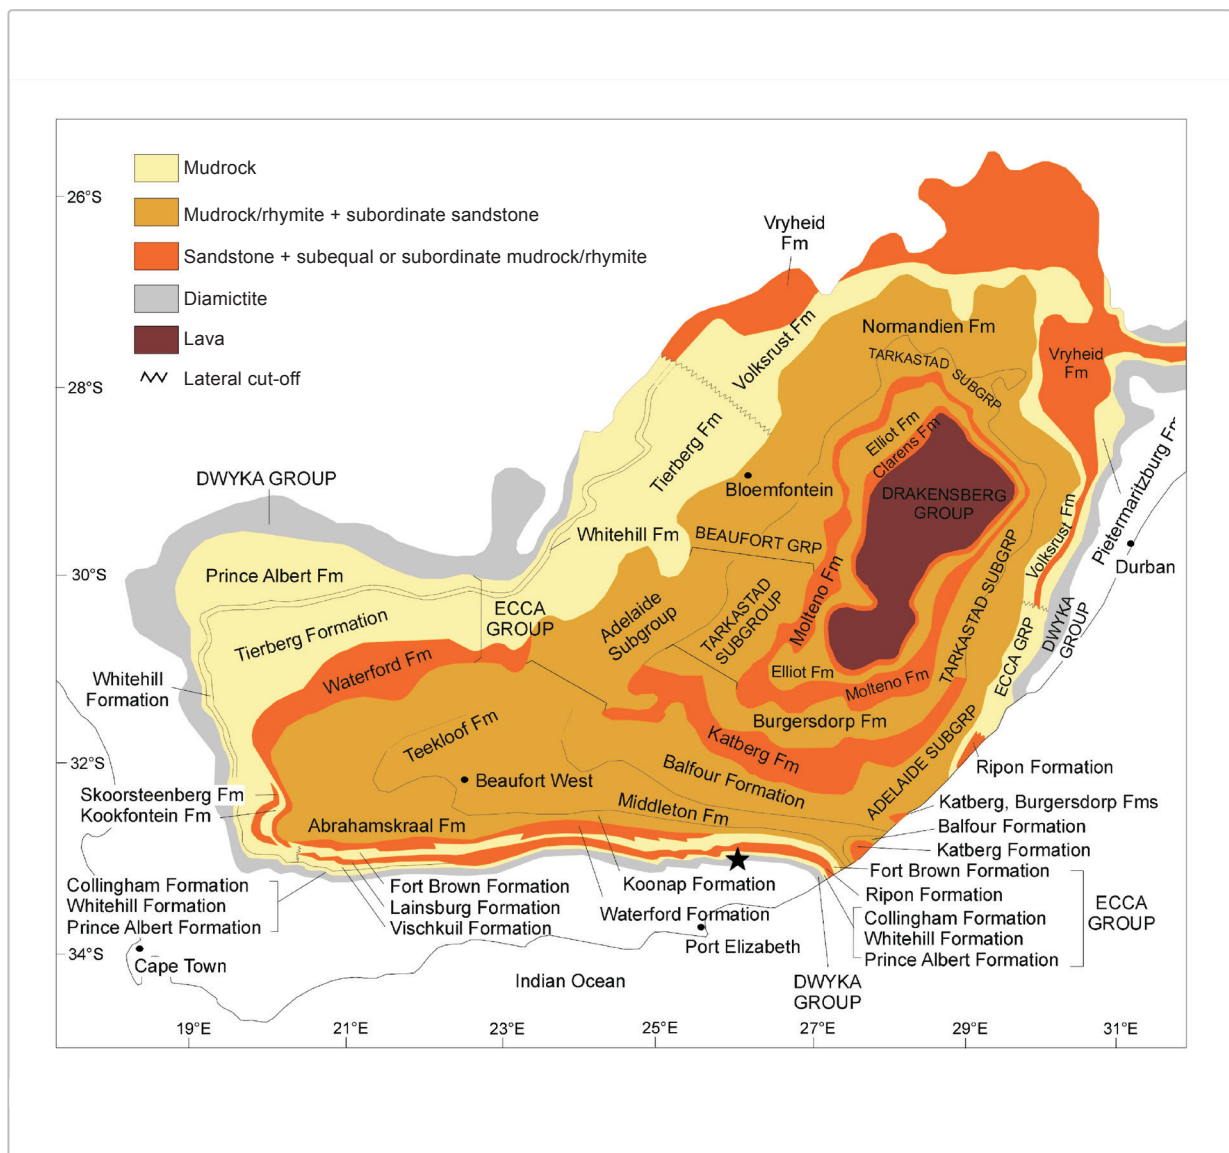 Mudrock
Mudrock/rhymite + subordinate sandstone
Sandstone + subequal or subordinate mudrock/rhymite
Diamictite
Lava
Lateral cut-off
26°S
28°S
30°S
32°S
34°S
19°E
21°E
23°E
25°E
27°E
29°E
31°E
Vryheid
Fm
Volksrust Fm
Normandien Fm
TARKASTAD SUBGRP
Vryheid
Fm
Tierberg Fm
Elliot Fm
Clarens Fm
DWYKA GROUP
Bloemfontein
DRAKENSBERG
GROUP
Pietermaritzburg Fm
Whitehill Fm
BEAUFORT GRP
Volksrust Fm
Durban
Prince Albert Fm
ECCA
GROUP
Adelaide
Subgroup
TARKASTAD
SUBGROUP
Molteno Fm
TARKASTAD SUBGRP
DWYKA
GROUP
ECCA GRP
Tierberg Formation
Waterford Fm
Elliot Fm
Molteno Fm
Whitehill
Formation
Teekloof Fm
Burgersdorp Fm
Katberg Fm
Beaufort West
Balfour Formation
ADELAIDE SUBGRP
Ripon Formation
Skoorsteenberg Fm
Kookfontein Fm
Abrahamskraal Fm
Middleton Fm
Katberg, Burgersdorp Fms
Balfour Formation
Katberg Formation
Collingham Formation
Whitehill Formation
Prince Albert Formation
Fort Brown Formation
Lainsburg Formation
Vischkuil Formation
Koonap Formation
Waterford Formation
Fort Brown Formation
Ripon Formation
Collingham Formation
Whitehill Formation
Prince Albert Formation
ECCA
GROUP
Port Elizabeth
Cape Town
Indian Ocean
DWYKA
GROUP